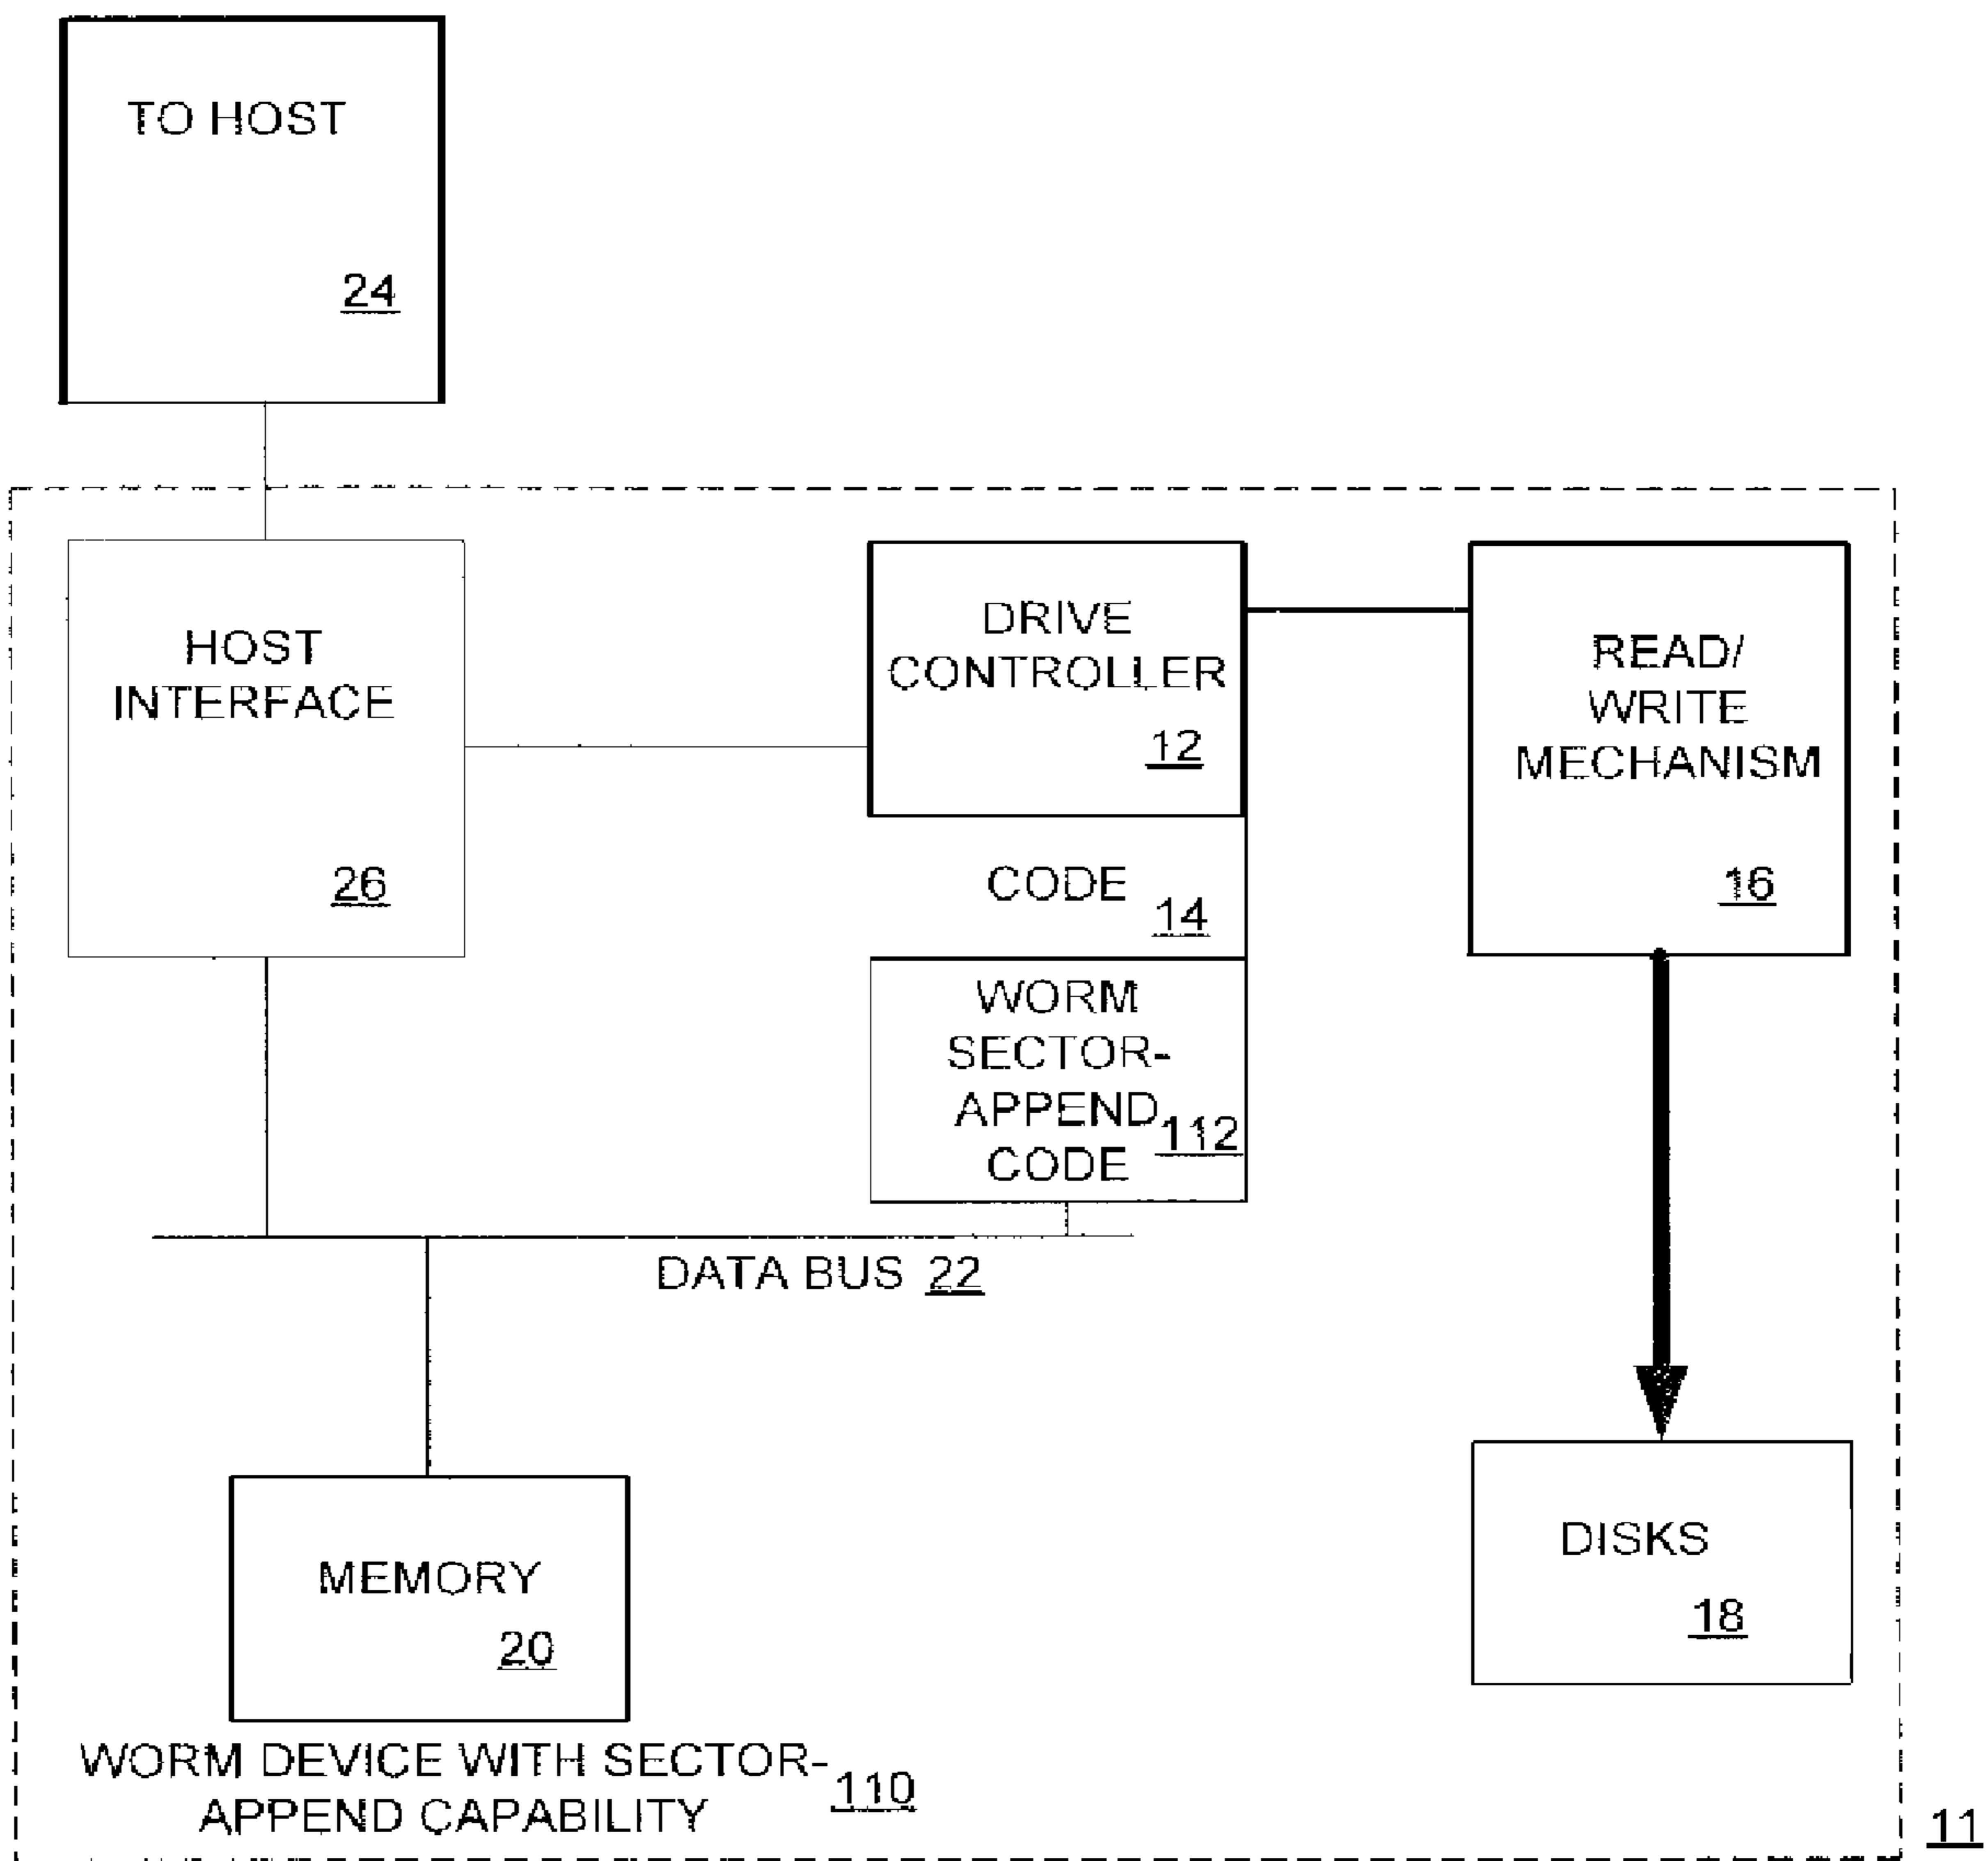 TO HOST
24
HOST
INTERFACE
26
DRIVE
CONTROLLER
12
CODE
14
WORM
SECTOR-
APPEND
112
CODE
READ/
WRITE
MECHANISM
16
DATA BUS 22
MEMORY
20
DISKS
18
WORM DEVICE WITH SECTOR-
APPEND CAPABILITY
110
11